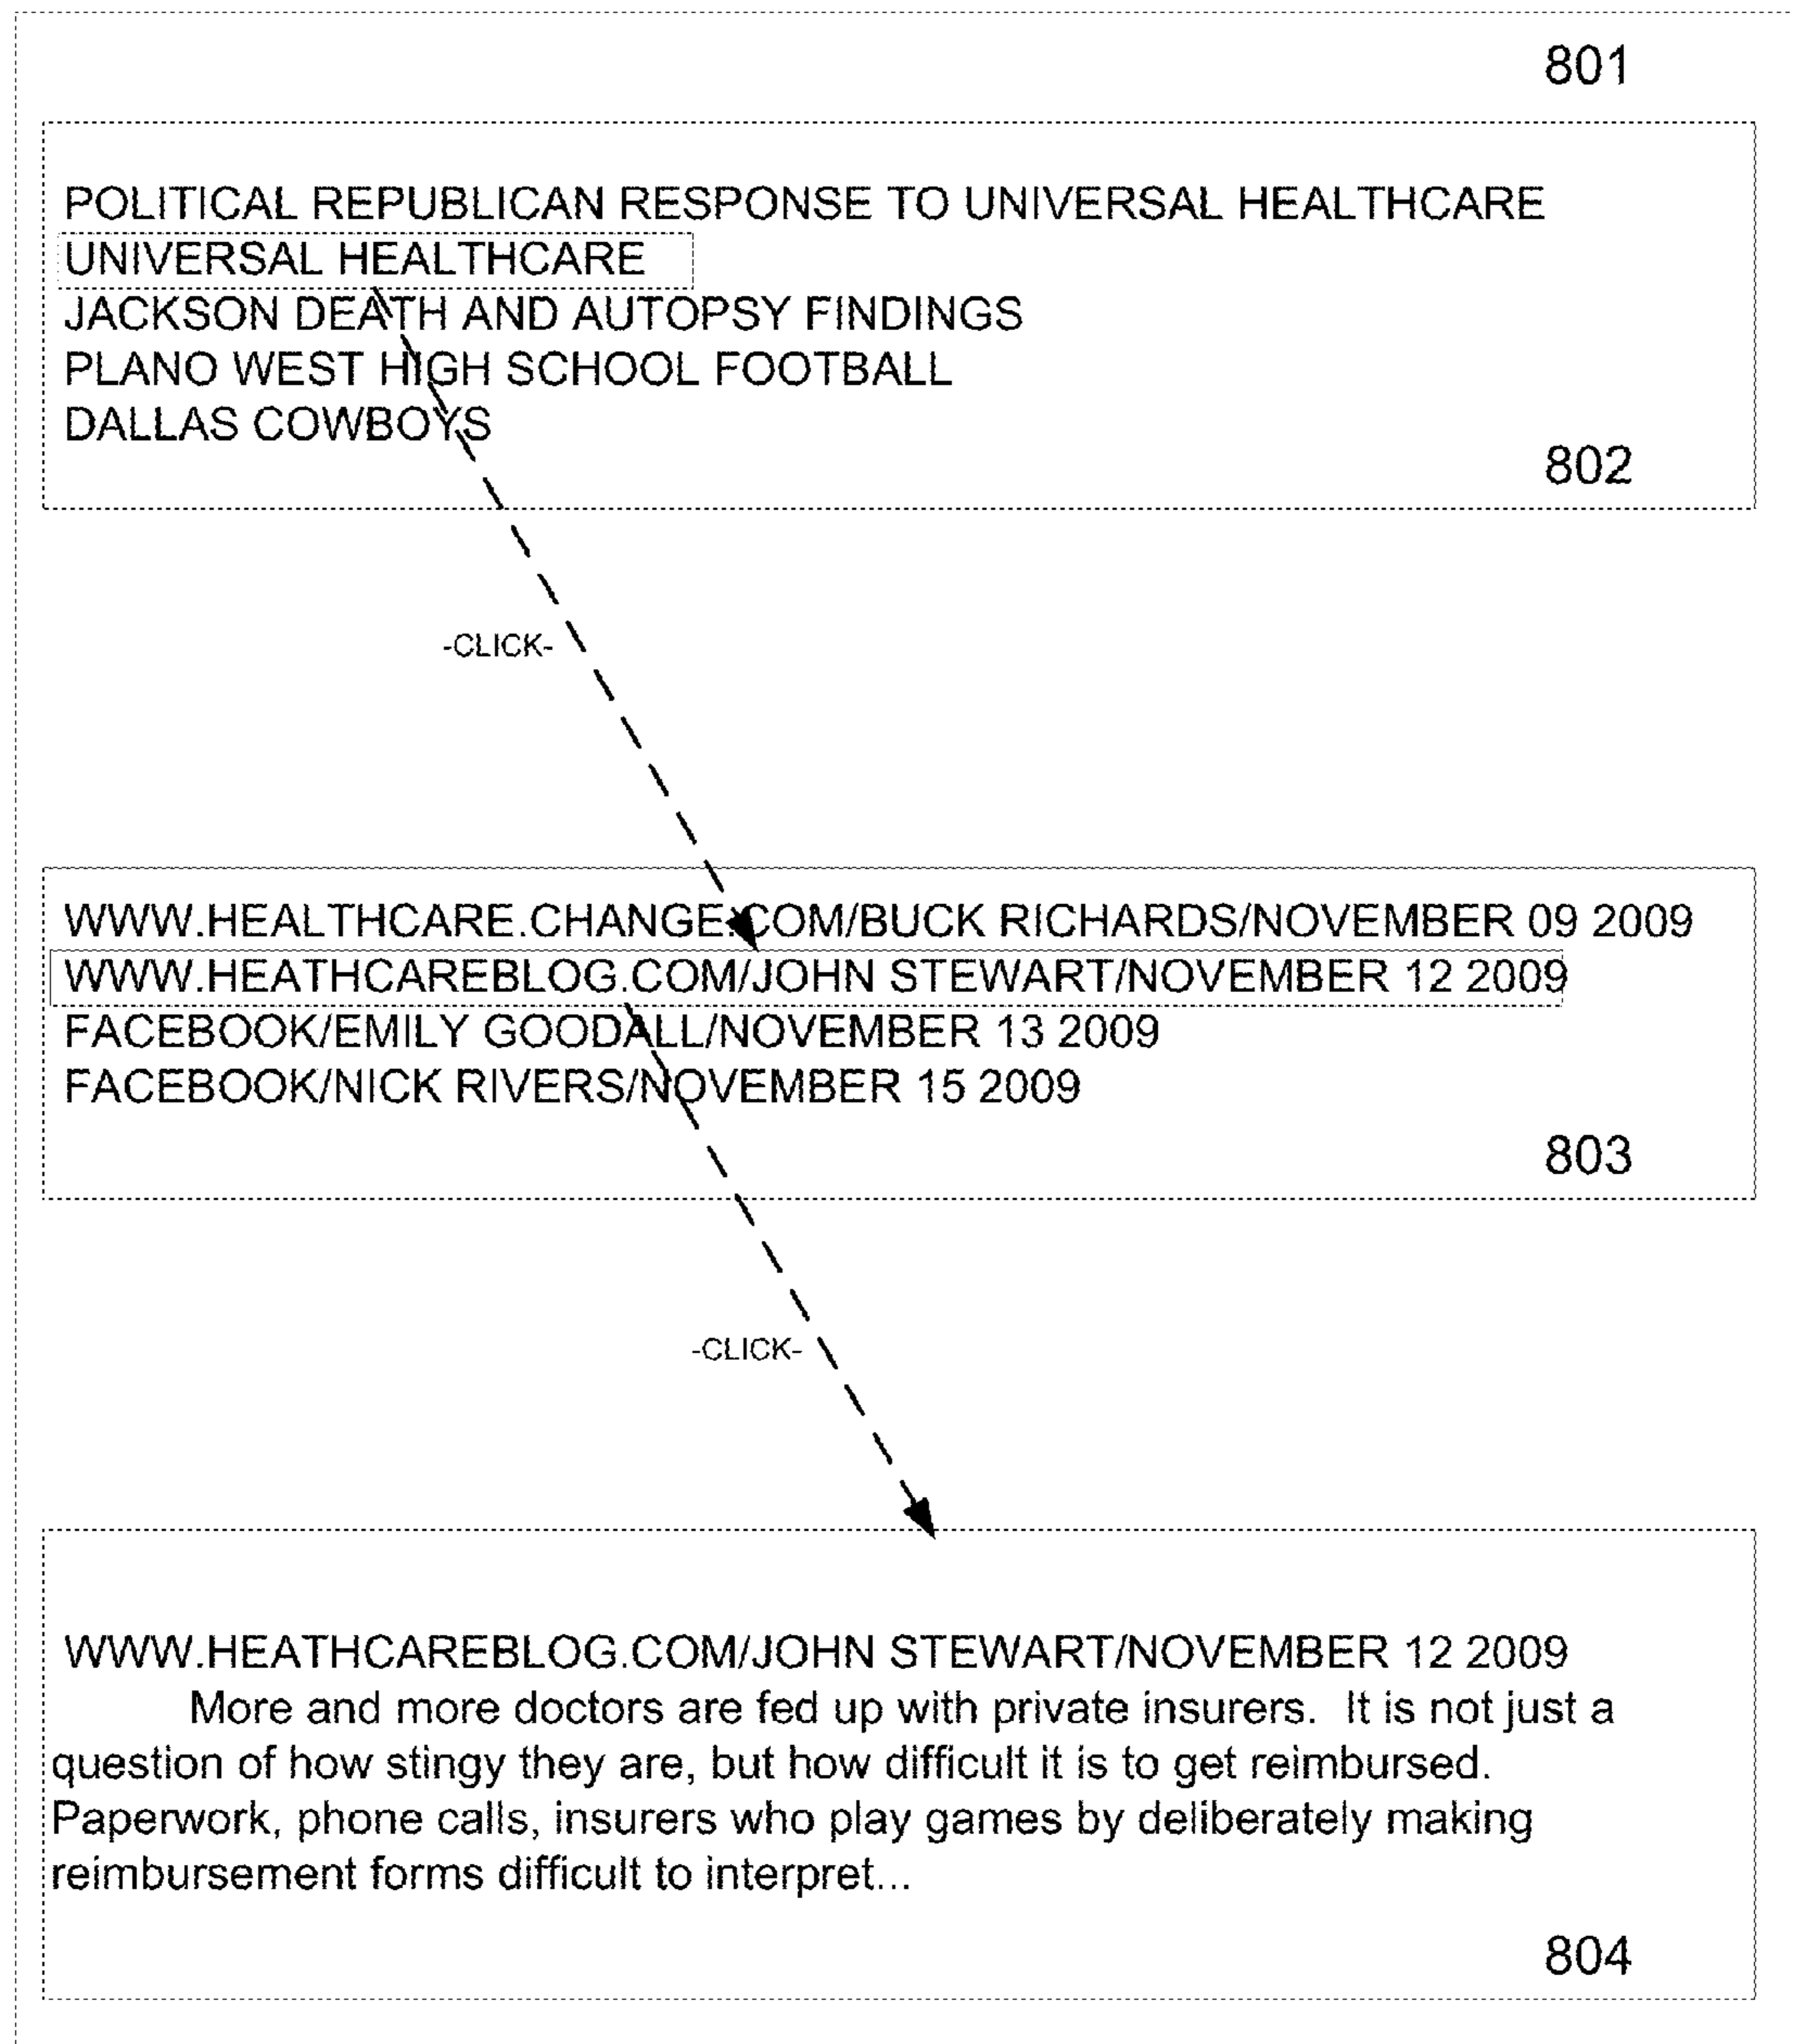 801
POLITICAL REPUBLICAN RESPONSE TO UNIVERSAL HEALTHCARE
UNIVERSAL HEALTHCARE
JACKSON DEATH AND AUTOPSY FINDINGS
PLANO WEST HIGH SCHOOL FOOTBALL
DALLAS COWBOYS
802
-CLICK-
WWW.HEALTHCARE.CHANGE.COM/BUCK RICHARDS/NOVEMBER 09 2009
WWW.HEATHCAREBLOG.COM/JOHN STEWART/NOVEMBER 12 2009
FACEBOOK/EMILY GOODALL/NOVEMBER 13 2009
FACEBOOK/NICK RIVERS/NOVEMBER 15 2009
803
-CLICK-
WWW.HEATHCAREBLOG.COM/JOHN STEWART/NOVEMBER 12 2009
More and more doctors are fed up with private insurers. It is not just a
question of how stingy they are, but how difficult it is to get reimbursed.
Paperwork, phone calls, insurers who play games by deliberately making
reimbursement forms difficult to interpret...
804